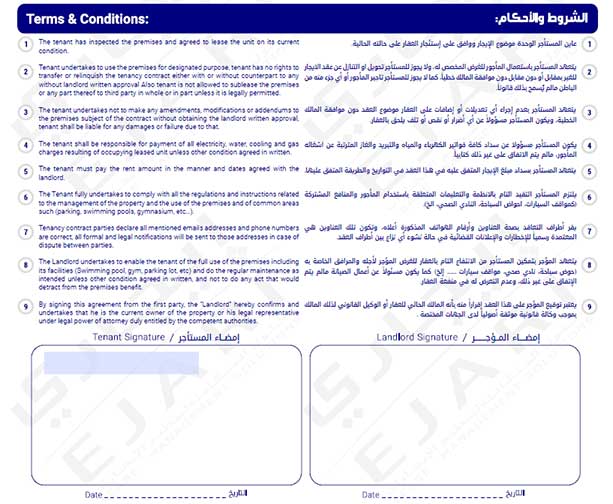 Terms & Conditions:
الشروط والأحكام:
1 The tenant has inspected the premises and agreed to lease the unit on its current
condition.
عاين المستأجر الوحدة موضوع الإيجار ووافق على إستئجار العقار على حالته الحالية. 1
2 Tenant undertakes to use the premises for designated purpose, tenant has no rights to
transfer or relinquish the tenancy contract either with or without counterpart to any
without landlord written approval Also tenant is not allowed to sublease the premises
or any part thereof to third party in whole or in part unless it is legally permitted.
يتعهد المستأجر باستعمال المأجور للغرض المخصص له، ولا يجوز للمستأجر تحويل او التنازل عن عقد الايجار
للغير بمقابل أو دون مقابل دون موافقة المالك خطياً، كما لا يجوز للمستأجر تاجير المأجور أو أي جزء منه من
الباطن مالم يُسمح بذلك قانوناً. 2
3 The tenant undertakes not to make any amendments, modifications or addendums to
the premises subject of the contract without obtaining the landlord written approval,
tenant shall be liable for any damages or failure due to that.
يتعهد المستأجر بعدم إجراء أي تعديلات أو إضافات على العقار موضوع العقد دون موافقة المالك
الخطية، ويكون المستأجر مسؤولاً عن أي أضرار أو نقص أو تلف يلحق بالعقار. 3
4 The tenant shall be responsible for payment of all electricity, water, cooling and gas
charges resulting of occupying leased unit unless other condition agreed in written.
يكون المستأجر مسؤولا عن سداد كافة فواتير الكهرباء والمياه والتبريد والغاز المترتبة عن اشغاله
المأجور، مالم يتم الاتفاق على غير ذلك كتابياً. 4
5 The tenant must pay the rent amount in the manner and dates agreed with the
landlord.
يتعهد المستأجر بسداد مبلغ الإيجار المتفق عليه في هذا العقد في التواريخ والطريقة المتفق عليها. 5
6 The Tenant fully undertakes to comply with all the regulations and instructions related
to the management of the property and the use of the premises and of common areas
such (parking, swimming pools, gymnasium, etc...).
يلتزم المستأجر التقيد التام بالانظمة والتعليمات المتعلقة باستخدام المأجور والمنافع المشتركة
(كمواقف السيارات، احواض السباحة، النادي الصحي، الخ). 6
7 Tenancy contract parties declare all mentioned emails addresses and phone numbers
are correct, all formal and legal notifications will be sent to those addresses in case of
dispute between parties.
يقر أطراف التعاقد بصحة العناوين وأرقام الهواتف المذكورة أعلاه، وتكون تلك العناوين هي
المعتمدة رسمياً للإخطارات والإعلانات القضائية في حالة نشوء أي نزاع بين أطراف العقد. 7
8 The Landlord undertakes to enable the tenant of the full use of the premises including
its facilities (Swimming pool, gym, parking lot, etc) and do the regular maintenance as
intended unless other condition agreed in written, and not to do any act that would
detract from the premises benefit.
يتعهد المؤجر بتمكين المستأجر من الانتفاع التام بالعقار للغرض المؤجر لأجله والمرافق الخاصة به
(حوض سباحة، نادي صحي، مواقف سيارات ..... إلخ) كما يكون مسئولاً عن أعمال الصيانة مالم يتم
الإتفاق على غير ذلك، وعدم التعرض له في منفعة العقار 8
9 By signing this agreement from the first party, the "Landlord" hereby confirms and
undertakes that he is the current owner of the property or his legal representative
under legal power of attorney duly entitled by the competent authorities.
يعتبر توقيع المؤجر على هذا العقد إقراراً منه بأنه المالك الحالي للعقار أو الوكيل القانوني لذلك المالك
بموجب وكالة قانونية موثقة أصولياً لدى الجهات المختصة . 9
Tenant Signature / إمضاء المستأجر
Landlord Signature / إمضاء المؤجر
Date التاريخ
Date التاريخ
EJARI
إيجاري